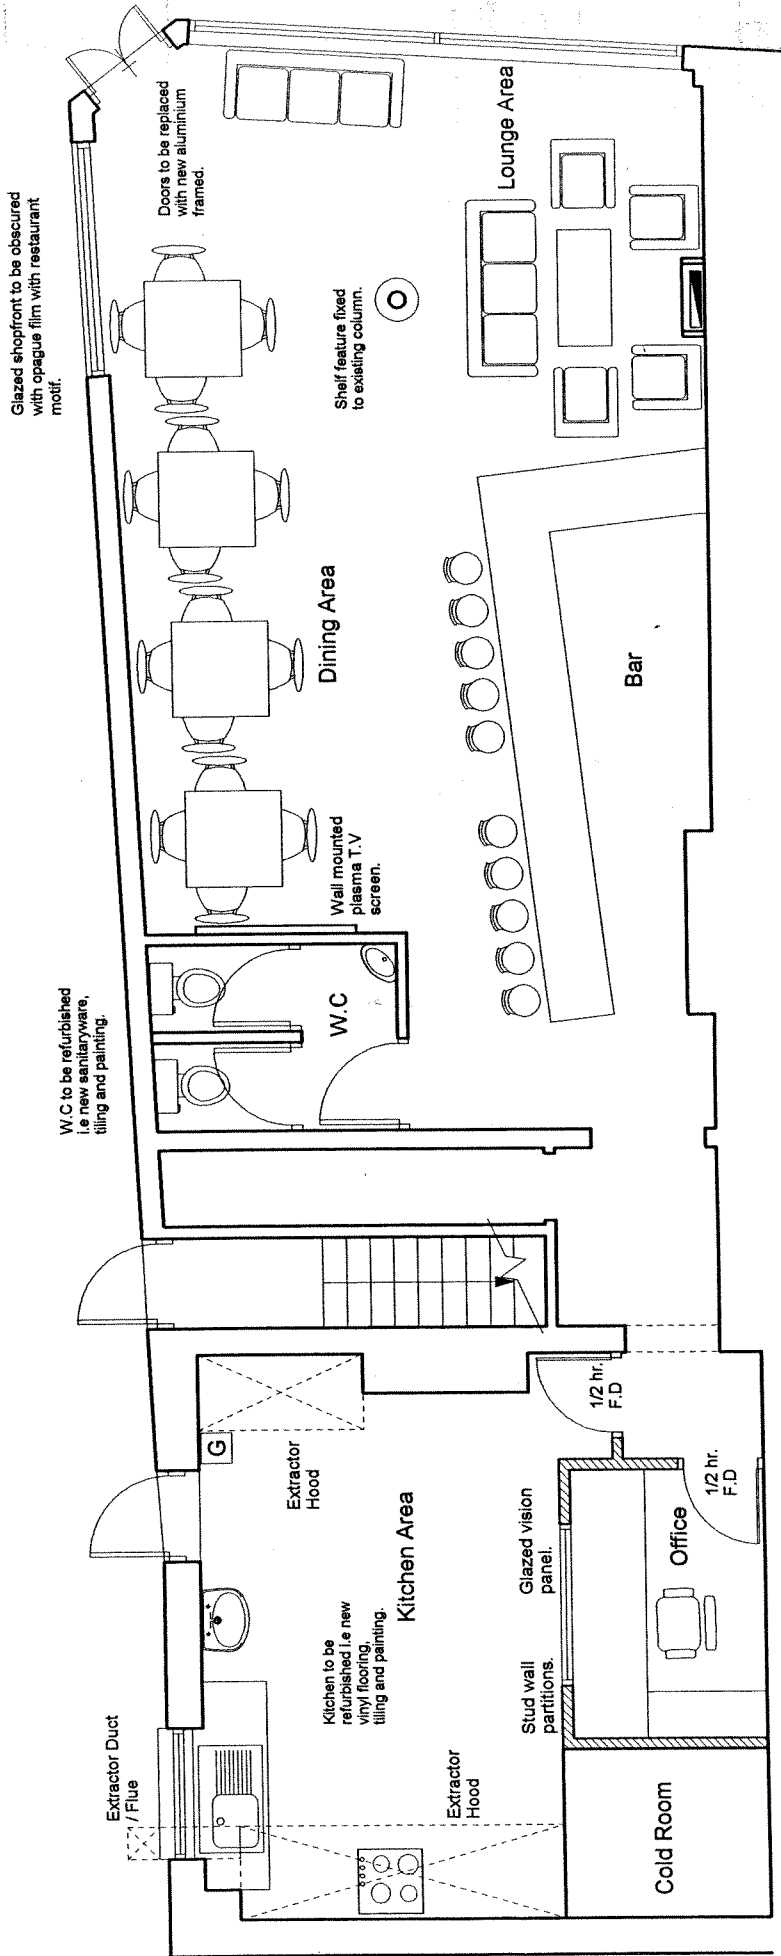 Glazed shopfront to be obscured
with opague film with restaurant
motif.
Doors to be replaced
with new aluminium
framed.
Lounge Area
Shelf feature fixed
to existing column.
Dining Area
Bar
Wall mounted
plasma T.V
screen.
W.C to be refurbished
i.e new sanitaryware,
tiling and painting.
W.C
Extractor
Hood
G
1/2 hr.
F.D
1/2 hr.
F.D
Kitchen Area
Kitchen to be
refurbished i.e new
vinyl flooring,
tiling and painting.
Glazed vision
panel.
Office
Stud wall
partitions.
Extractor Duct
/ Flue
Extractor
Hood
Cold Room